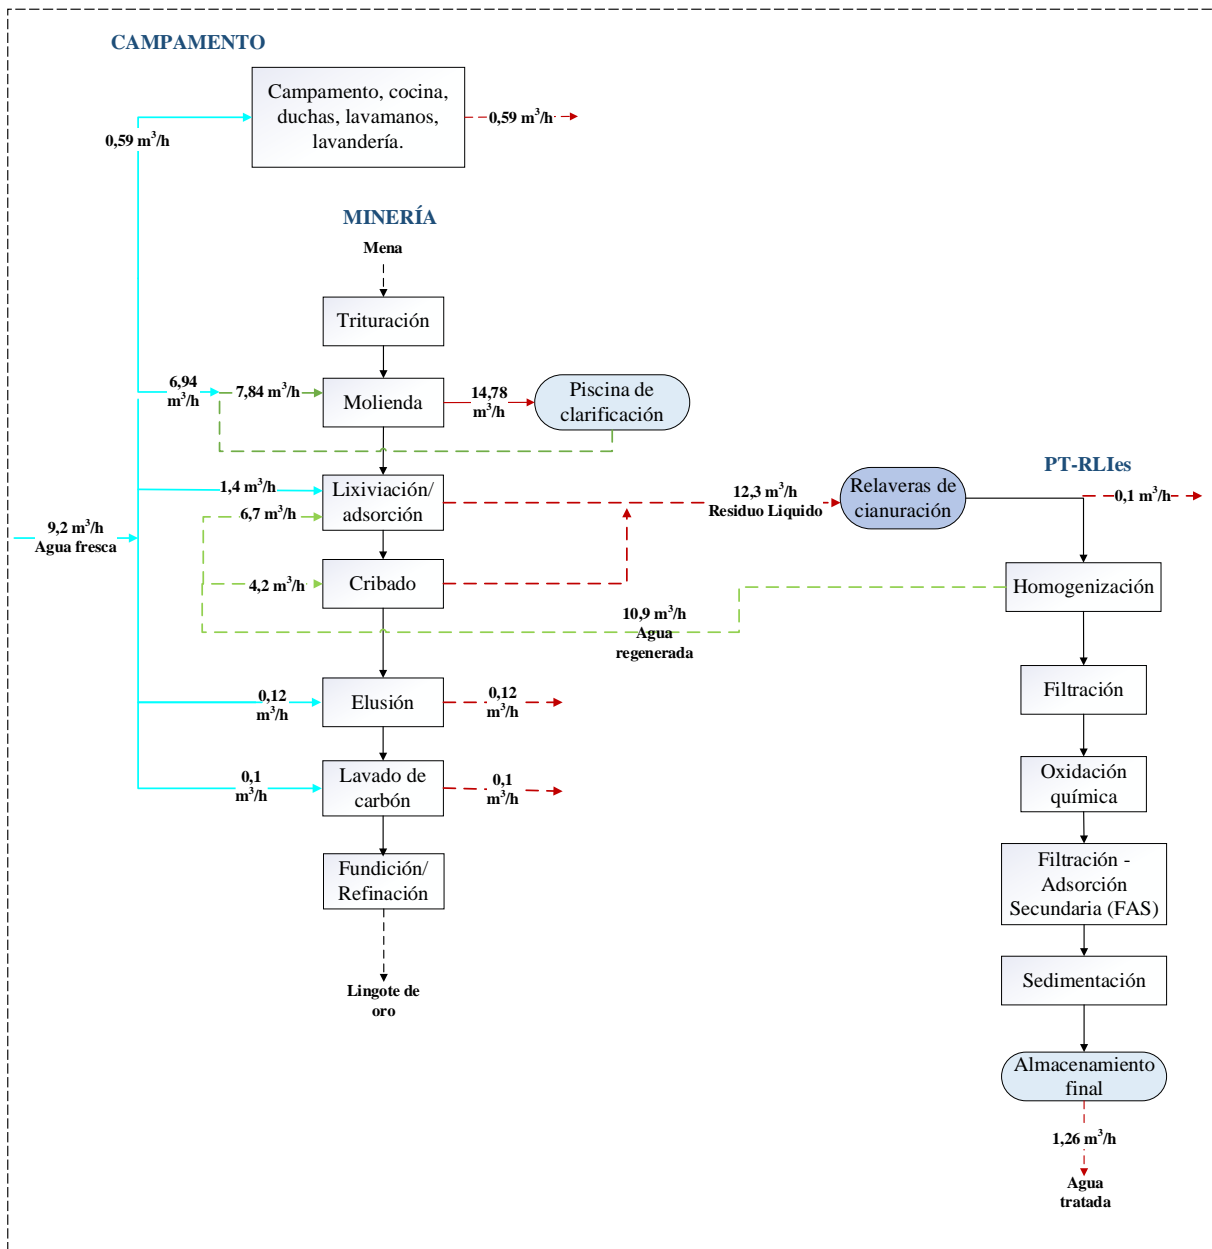 CAMPAMENTO
Campamento, cocina,
duchas, lavamanos,
lavandería.
0,59 m³/h
0,59 m³/h
MINERÍA
Mena
Trituración
6,94
m³/h
7,84 m³/h
Molienda
14,78
m³/h
Piscina de
clarificación
PT-RLIes
1,4 m³/h
Lixiviación/
adsorción
6,7 m³/h
12,3 m³/h
Residuo Liquido
Relaveras de
cianuración
0,1 m³/h
9,2 m³/h
Agua fresca
4,2 m³/h
Cribado
Homogenización
10,9 m³/h
Agua
regenerada
0,12
m³/h
Elusión
0,12
m³/h
Filtración
0,1
m³/h
Lavado de
carbón
0,1
m³/h
Oxidación
química
Fundición/
Refinación
Filtración -
Adsorción
Secundaria (FAS)
Lingote de
oro
Sedimentación
Almacenamiento
final
1,26 m³/h
Agua
tratada